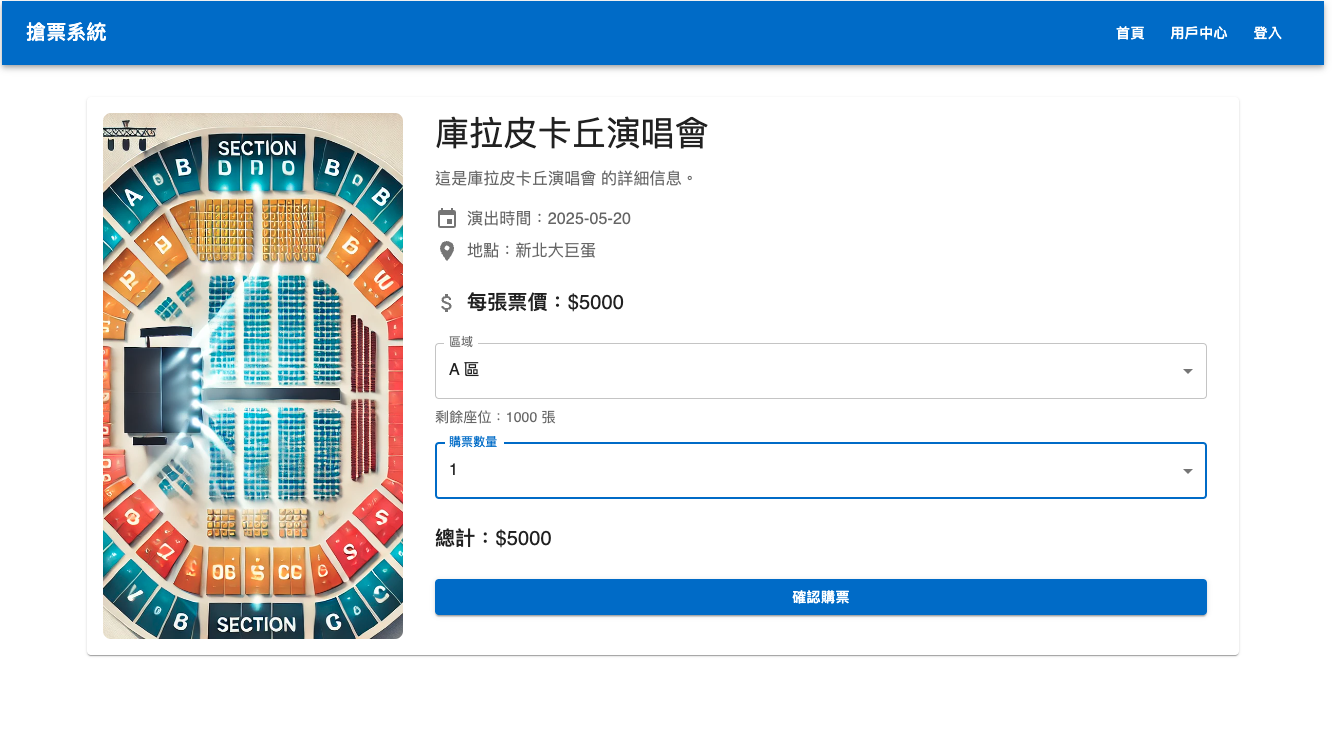 搶票系統
首頁 用戶中心 登入
SECTION
A B B B
庫拉皮卡丘演唱會
這是庫拉皮卡丘演唱會 的詳細信息。
演出時間：2025-05-20
地點：新北大巨蛋
每張票價：$5000
區域
A 區
剩餘座位：1000 張
購票數量
1
總計：$5000
確認購票
S
S
OB S CC
B SECTION C